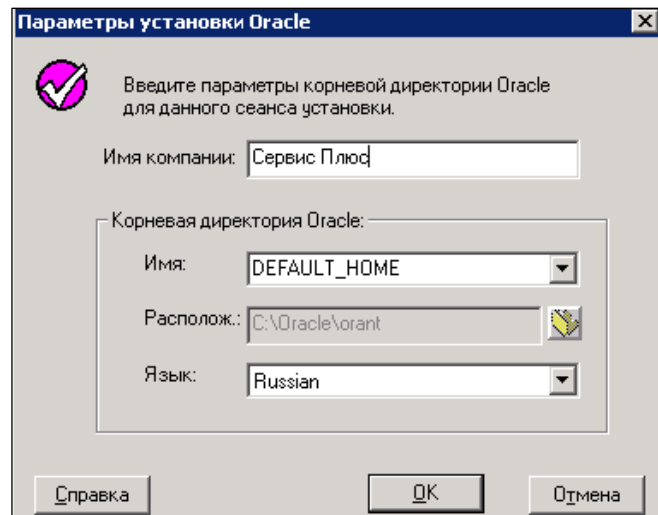 Параметры установки Oracle
Введите параметры корневой директории Oracle
для данного сеанса установки.
Имя компании: Сервис Плюс
Корневая директория Oracle:
Имя: DEFAULT_HOME
Располож.: C:\Oracle\orant
Язык: Russian
Справка OK Отмена